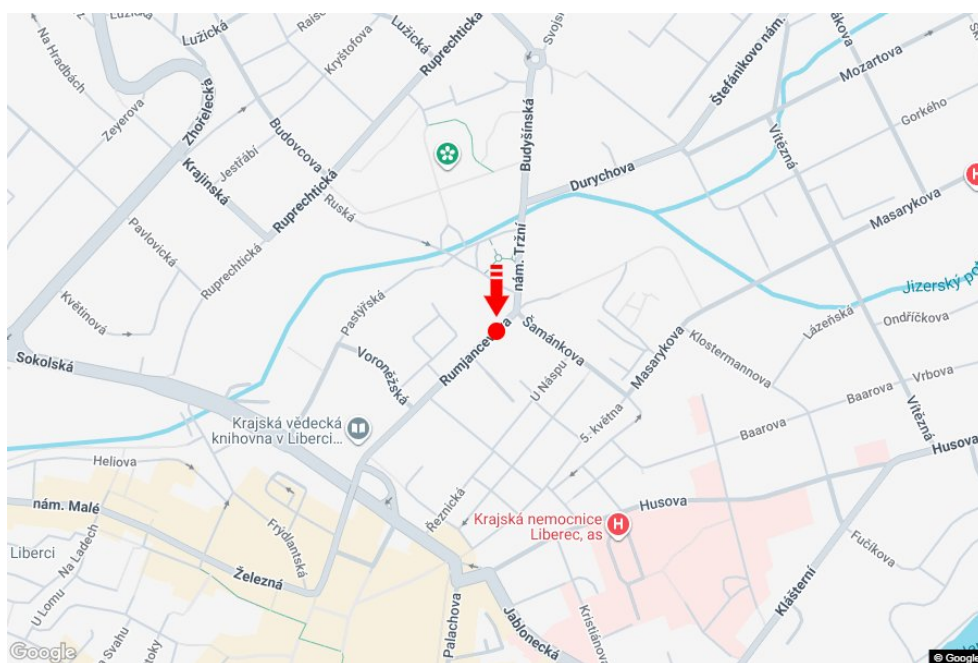 Na Hradbách
Lužická
Kryštofova
Lužická
Ruprechtická
Zeyerova
Zhořelecká
Jestřábí
Krajinská
Budovcova
Ruská
Ruprechtická
Pavlovická
Ruprechtická
Květinová
Pastýřská
Sokolská
Voroněžská
Rumjancevova
nám. Tržní
Budyšínská
Durychova
Štefánikovo nám.
Mozartova
Vítězná
Gorkého
H
Masarykova
Jizerský
Lázeňská
Ondříčkova
Klostermannova
Šamánkova
Masarykova
U Náspu
5. května
Baarova
Baarova
Vrbova
Vítězná
Husova
Krajská vědecká
knihovna v Liberci...
Heliova
nám. Malé
Liberci
Na Ladech
U Lomu
Na Svahu
Frýdlantská
Železná
Řeznická
Husova
Krajská nemocnice
Liberec, as
H
Palachova
Jablonecká
Kristiánova
Klášterní
Fučíkova
Google
© Google